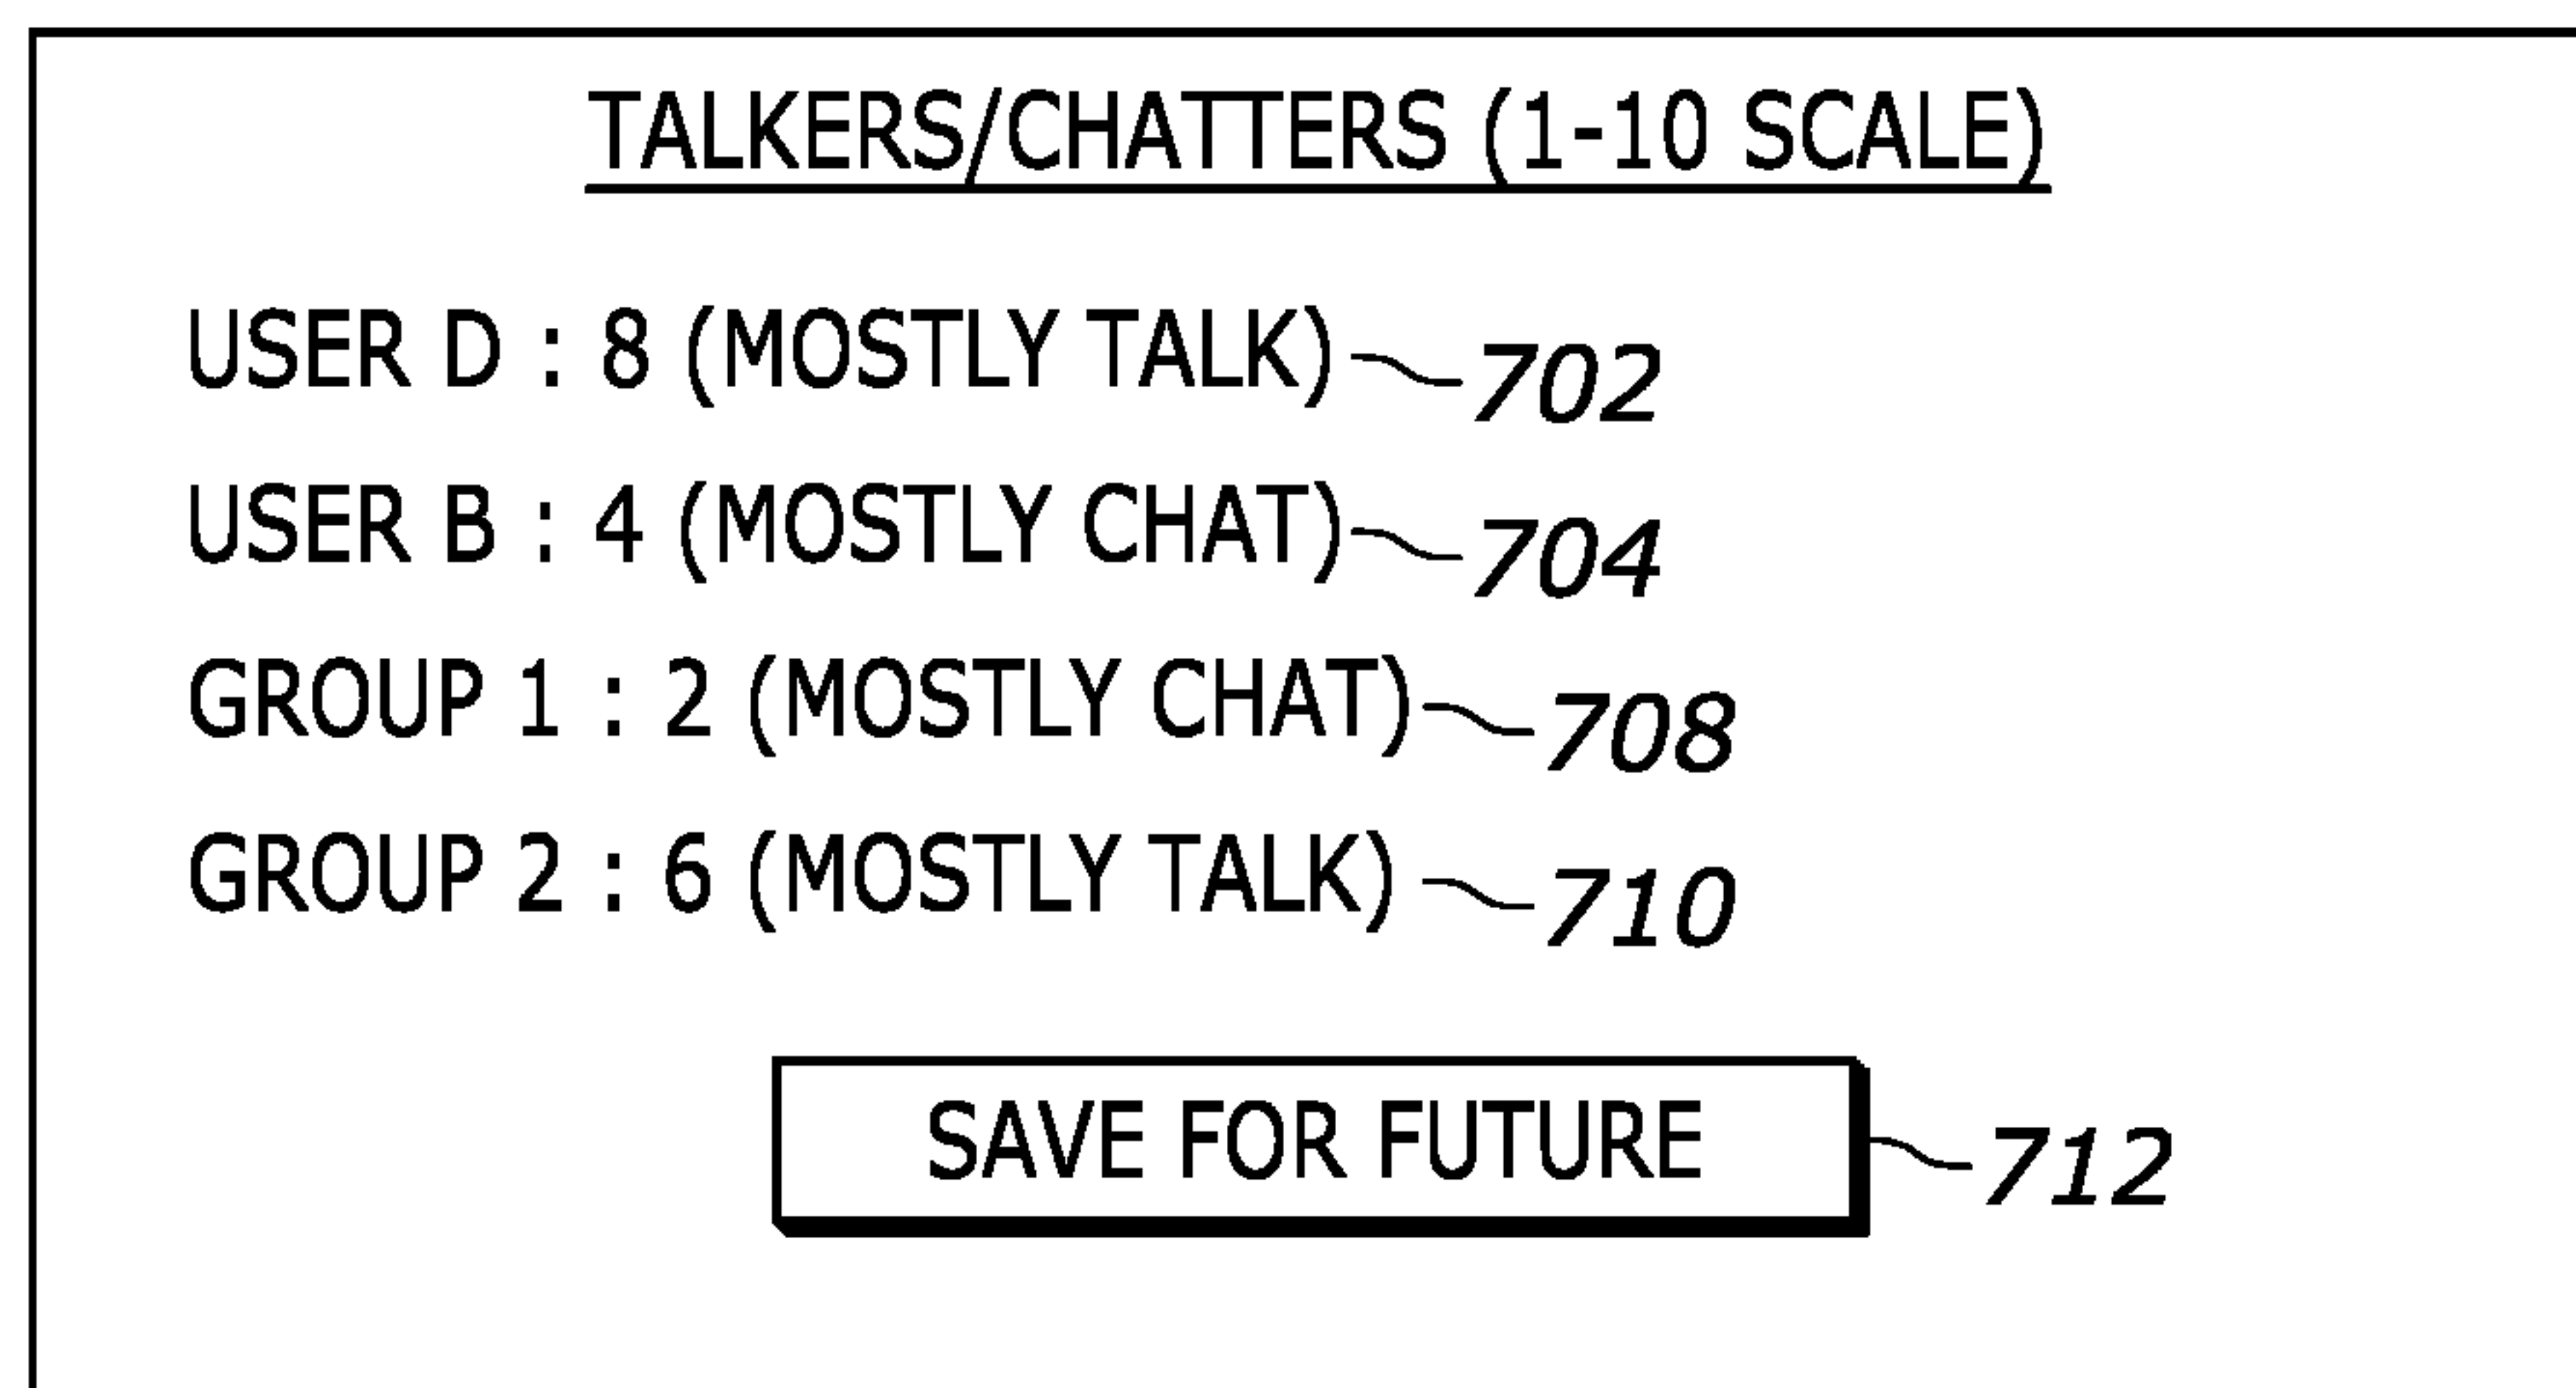 TALKERS/CHATTERS (1-10 SCALE)
USER D : 8 (MOSTLY TALK) 702
USER B : 4 (MOSTLY CHAT) 704
GROUP 1 : 2 (MOSTLY CHAT) 708
GROUP 2 : 6 (MOSTLY TALK) 710
SAVE FOR FUTURE 712